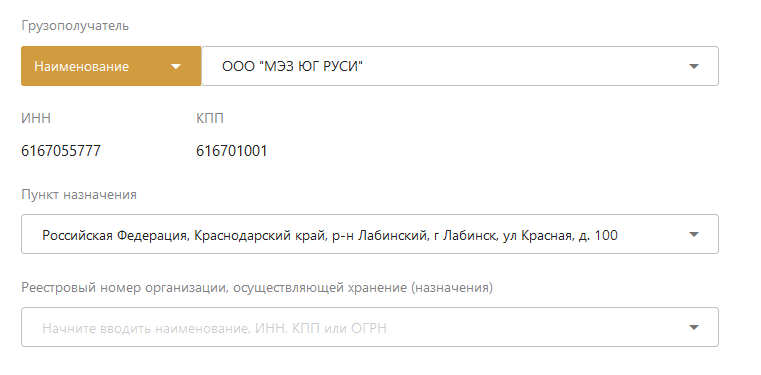 Грузополучатель
Наименование ООО "МЭЗ ЮГ РУСИ"
ИНН КПП
6167055777 616701001
Пункт назначения
Российская Федерация, Краснодарский край, р-н Лабинский, г Лабинск, ул Красная, д. 100
Реестровый номер организации, осуществляющей хранение (назначения)
Начните вводить наименование, ИНН, КПП или ОГРН